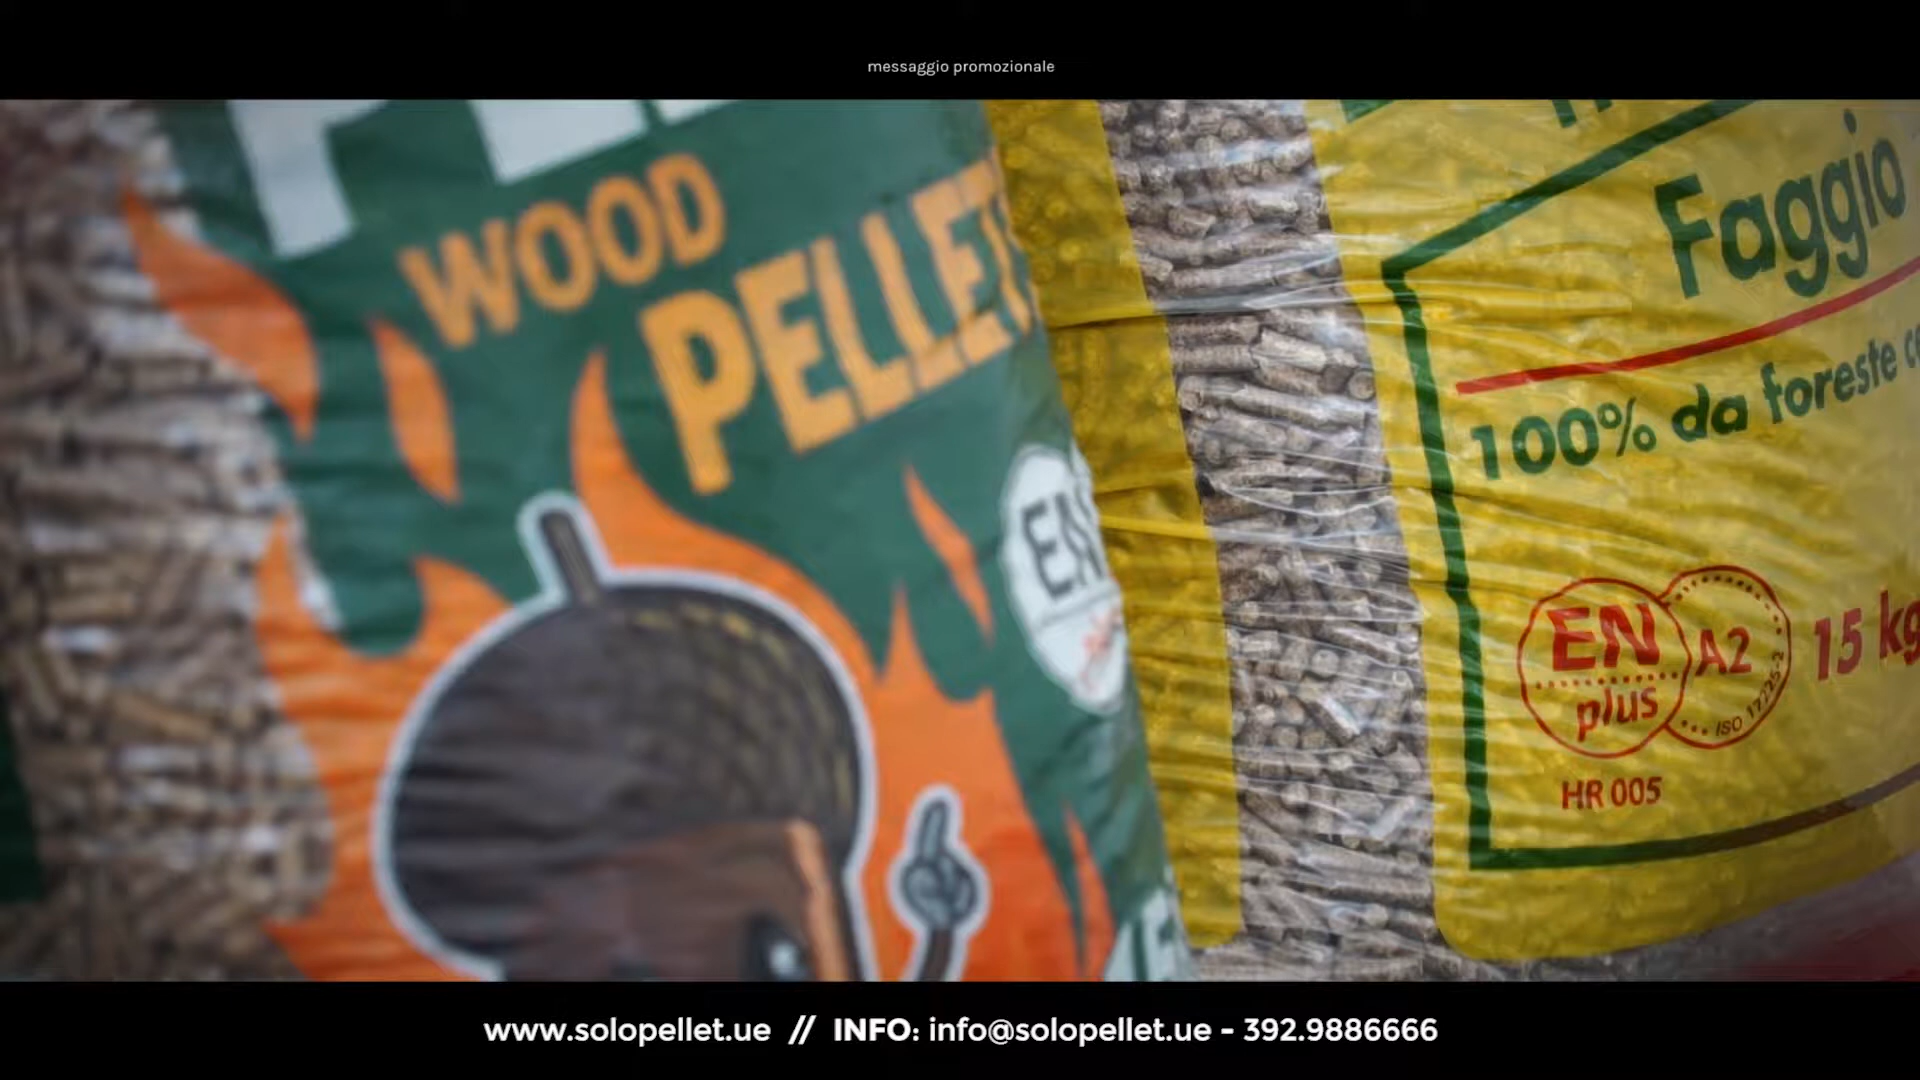 messaggio promozionale
WOOD
PELLET
EN
Faggio
100% da foreste
EN
plus
A2
ISO 17225-2
15 kg
HR 005
www.solopellet.ue // INFO: info@solopellet.ue - 392.9886666